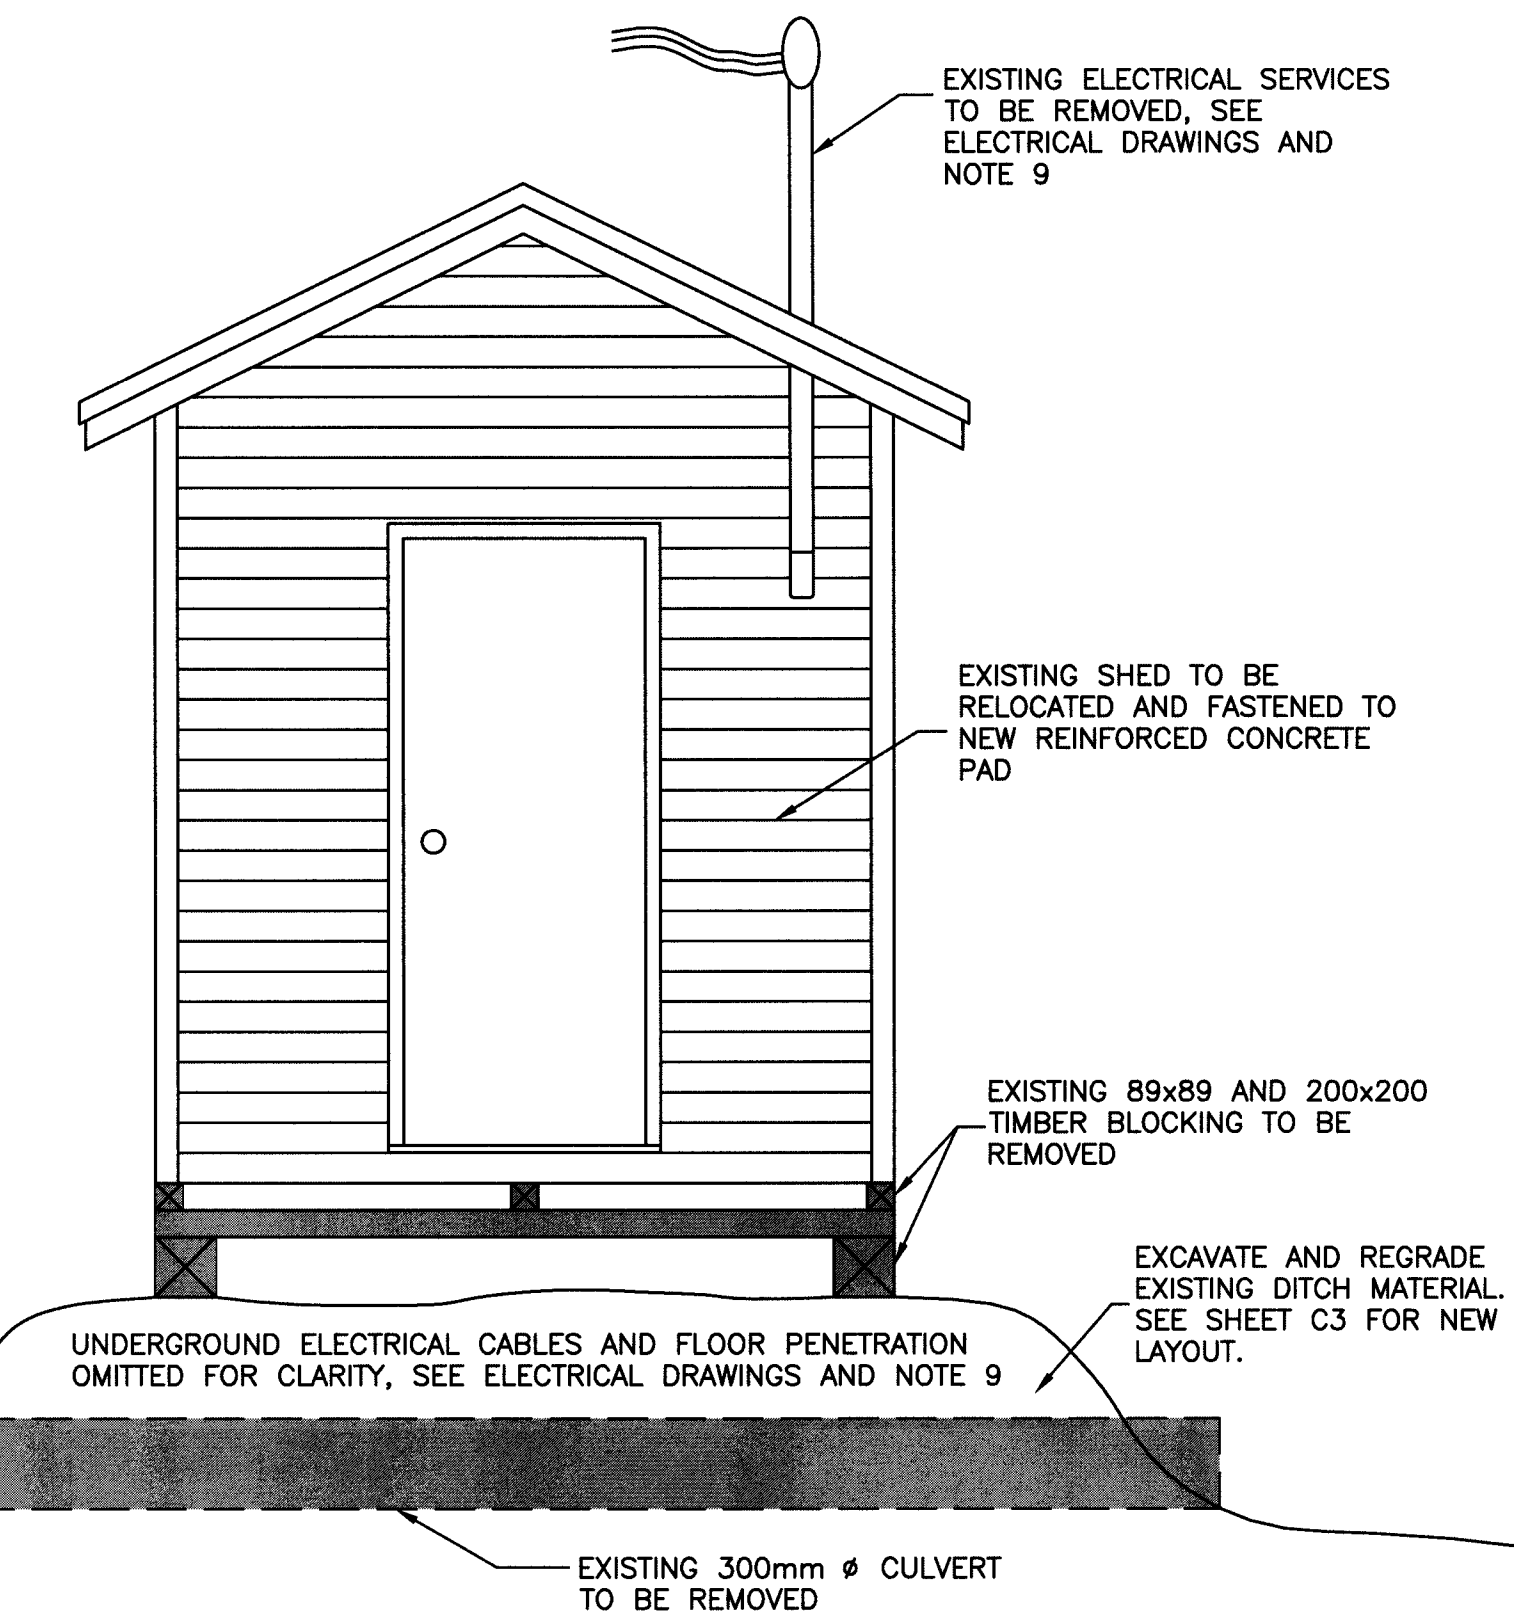 EXISTING ELECTRICAL SERVICES
TO BE REMOVED, SEE
ELECTRICAL DRAWINGS AND
NOTE 9
EXISTING SHED TO BE
RELOCATED AND FASTENED TO
NEW REINFORCED CONCRETE
PAD
EXISTING 89x89 AND 200x200
TIMBER BLOCKING TO BE
REMOVED
EXCAVATE AND REGRADE
EXISTING DITCH MATERIAL.
SEE SHEET C3 FOR NEW
LAYOUT.
UNDERGROUND ELECTRICAL CABLES AND FLOOR PENETRATION
OMITTED FOR CLARITY, SEE ELECTRICAL DRAWINGS AND NOTE 9
EXISTING 300mm ø CULVERT
TO BE REMOVED